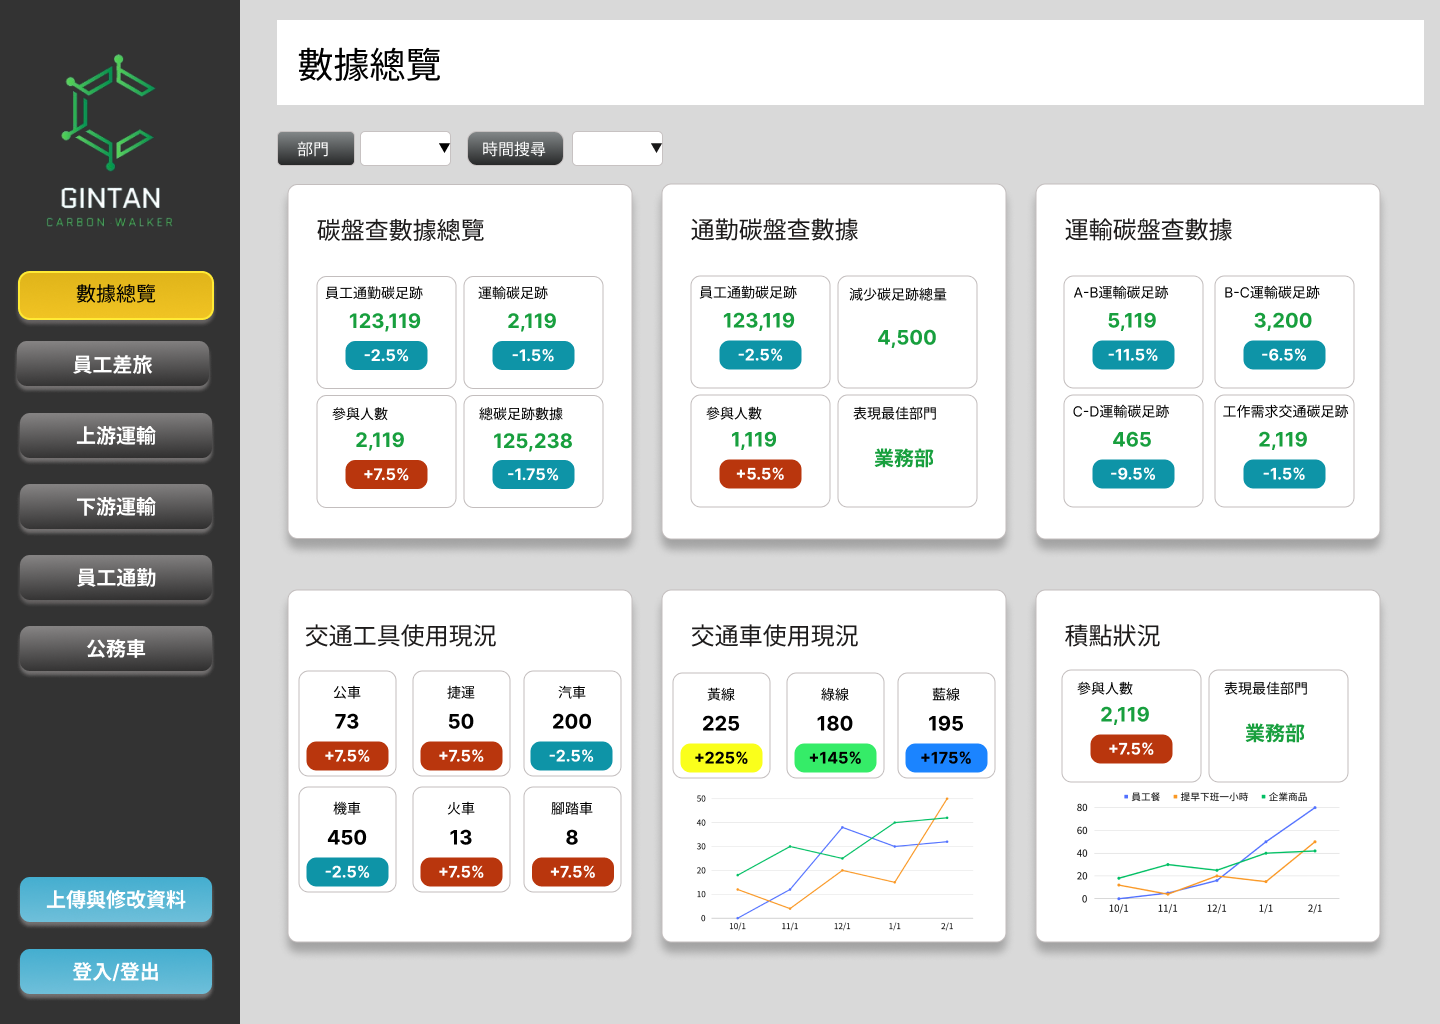 GINTAN
CARBON·WALKER
數據總覽
員工差旅
上游運輸
下游運輸
員工通勤
公務車
上傳與修改資料
登入/登出
數據總覽
部門
時間搜尋
碳盤查數據總覽
員工通勤碳足跡
123,119
-2.5%
運輸碳足跡
2,119
-1.5%
參與人數
2,119
+7.5%
總碳足跡數據
125,238
-1.75%
通勤碳盤查數據
員工通勤碳足跡
123,119
-2.5%
減少碳足跡總量
4,500
參與人數
1,119
+5.5%
表現最佳部門
業務部
運輸碳盤查數據
A-B運輸碳足跡
5,119
-11.5%
B-C運輸碳足跡
3,200
-6.5%
C-D運輸碳足跡
465
-9.5%
工作需求交通碳足跡
2,119
-1.5%
交通工具使用現況
公車
73
+7.5%
捷運
50
+7.5%
汽車
200
-2.5%
機車
450
-2.5%
火車
13
+7.5%
腳踏車
8
+7.5%
交通車使用現況
黃線
225
+225%
綠線
180
+145%
藍線
195
+175%
50
40
30
20
10
0
10/1 11/1 12/1 1/1 2/1
積點狀況
參與人數
2,119
+7.5%
表現最佳部門
業務部
員工餐 提早下班一小時 企業商品
80
60
40
20
0
10/1 11/1 12/1 1/1 2/1